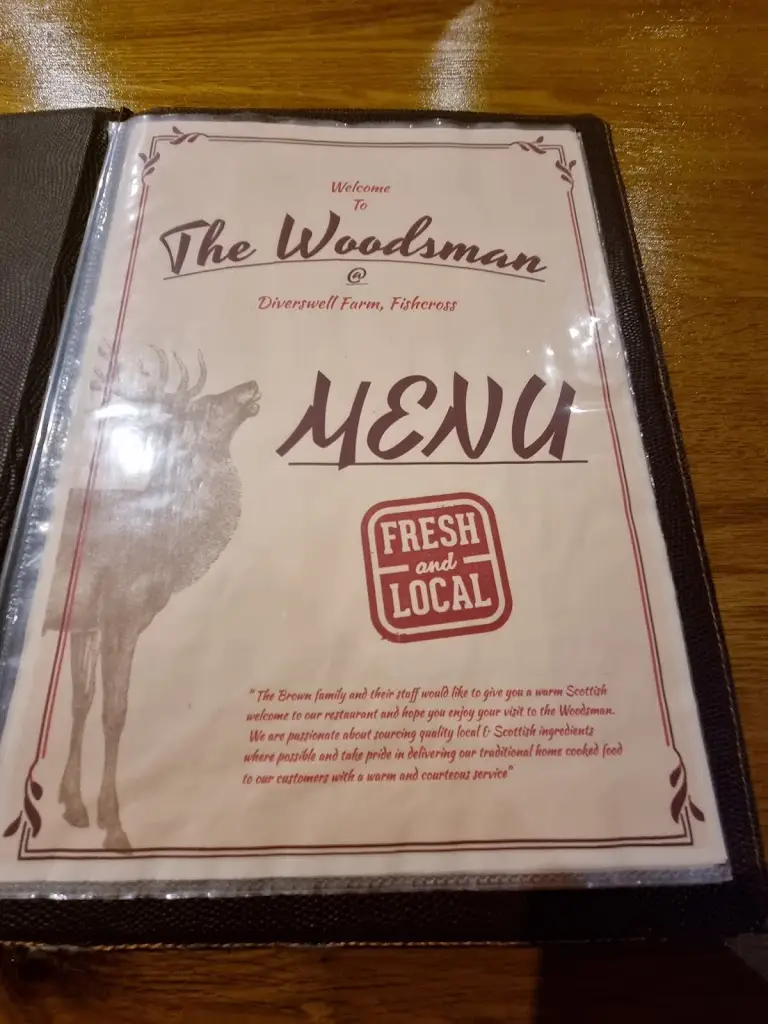 Welcome
To
The Woodsman
@
Diverswell Farm, Fishcross
MENU
FRESH
and
LOCAL
"The Brown family and their staff would like to give you a warm Scottish
welcome to our restaurant and hope you enjoy your visit to the Woodsman.
We are passionate about sourcing quality local & Scottish ingredients
where possible and take pride in delivering our traditional home cooked food
to our customers with a warm and courteous service"